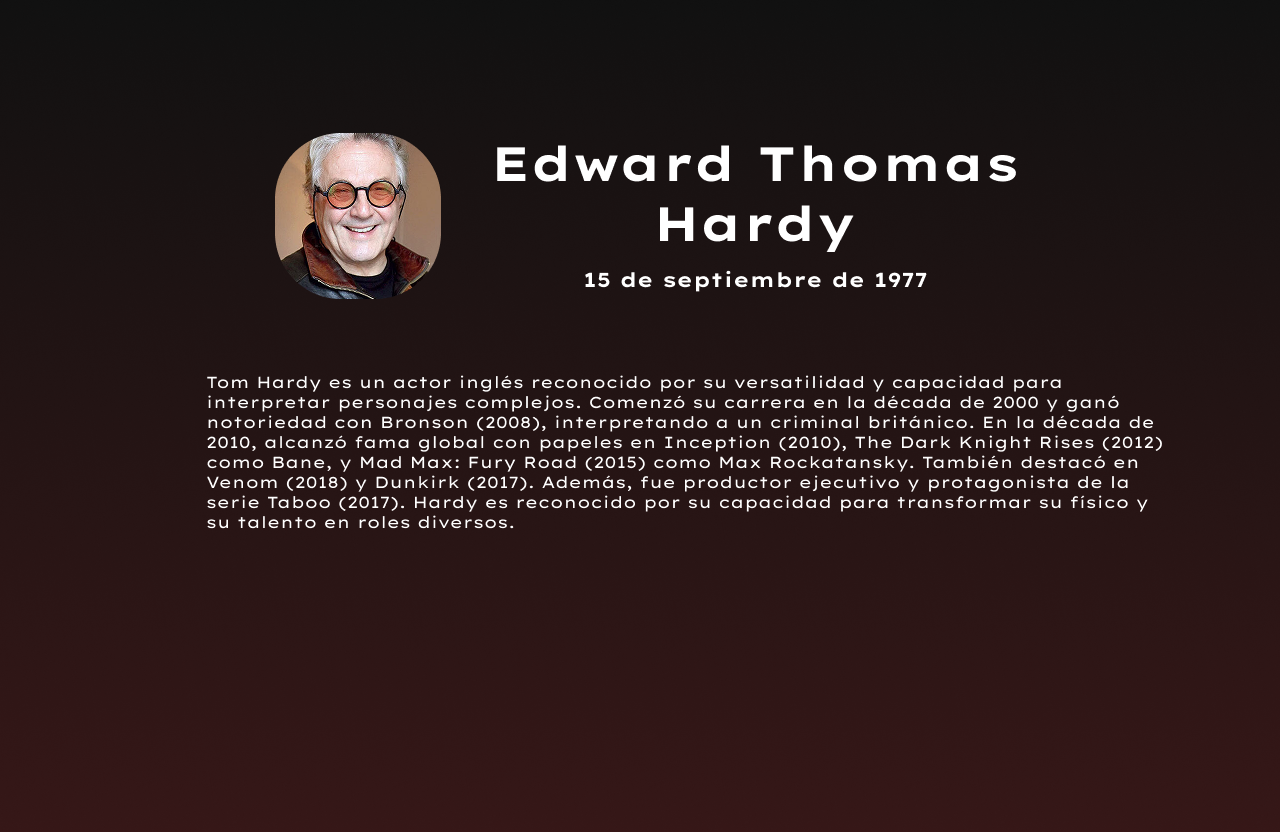 Edward Thomas
Hardy
15 de septiembre de 1977
Tom Hardy es un actor inglés reconocido por su versatilidad y capacidad para
interpretar personajes complejos. Comenzó su carrera en la década de 2000 y ganó
notoriedad con Bronson (2008), interpretando a un criminal británico. En la década de
2010, alcanzó fama global con papeles en Inception (2010), The Dark Knight Rises (2012)
como Bane, y Mad Max: Fury Road (2015) como Max Rockatansky. También destacó en
Venom (2018) y Dunkirk (2017). Además, fue productor ejecutivo y protagonista de la
serie Taboo (2017). Hardy es reconocido por su capacidad para transformar su físico y
su talento en roles diversos.